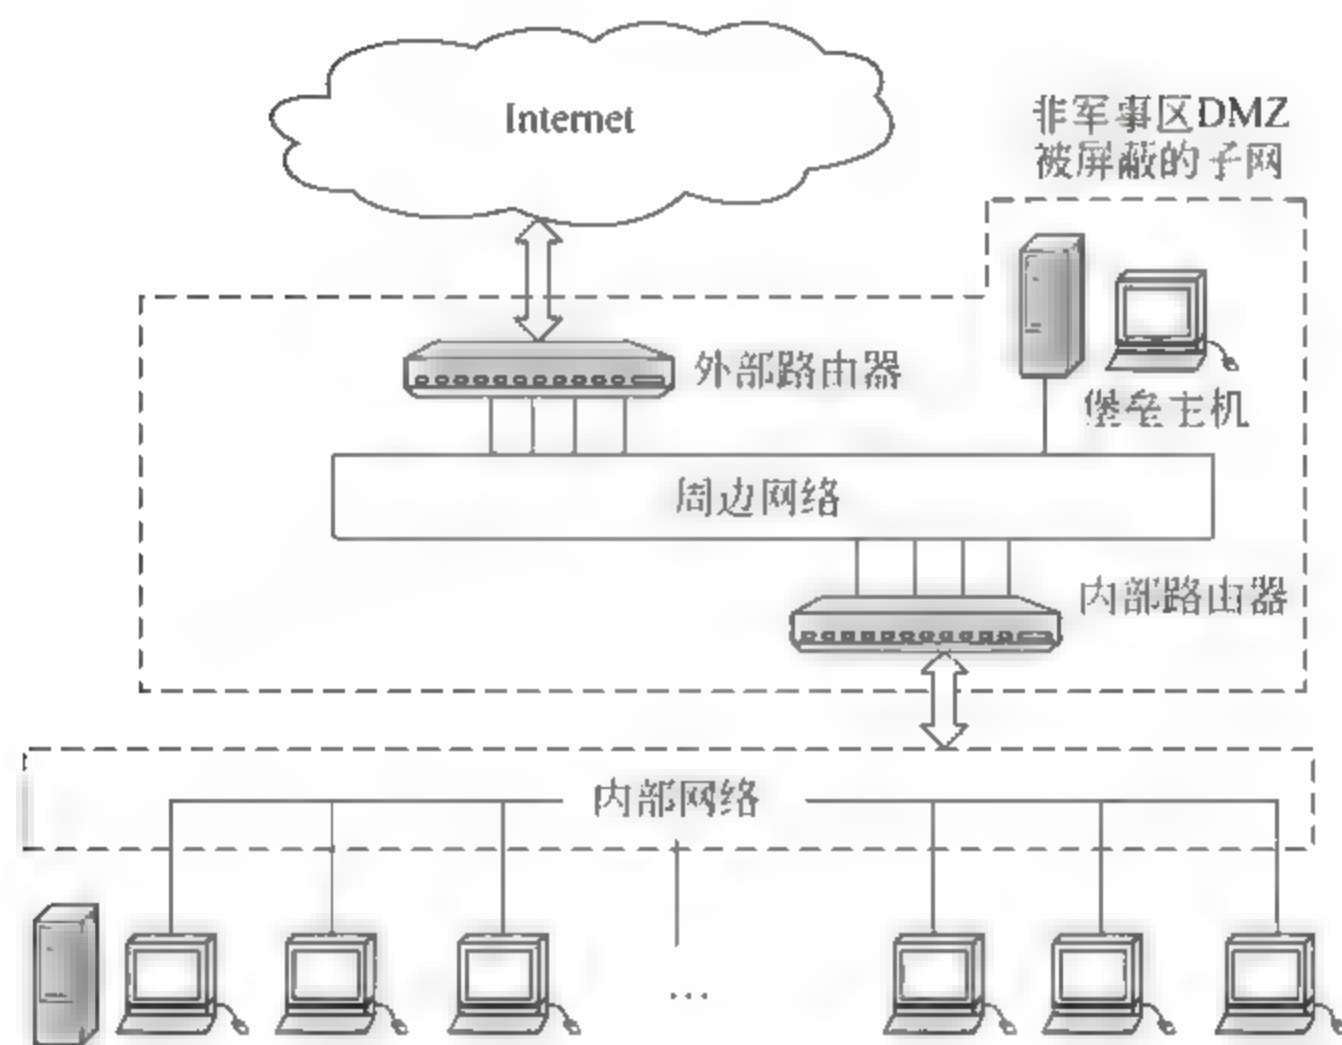 Internet
非军事区DMZ
被屏蔽的子网
外部路由器
堡垒主机
周边网络
内部路由器
内部网络
…